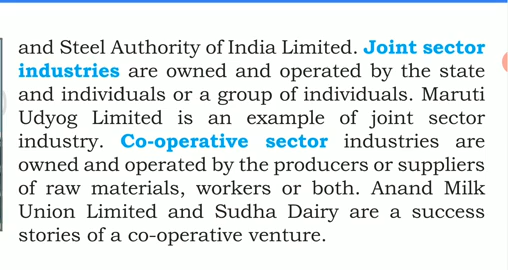 and Steel Authority of India Limited. Joint sector
industries are owned and operated by the state
and individuals or a group of individuals. Maruti
Udyog Limited is an example of joint sector
industry. Co-operative sector industries are
owned and operated by the producers or suppliers
of raw materials, workers or both. Anand Milk
Union Limited and Sudha Dairy are a success
stories of a co-operative venture.